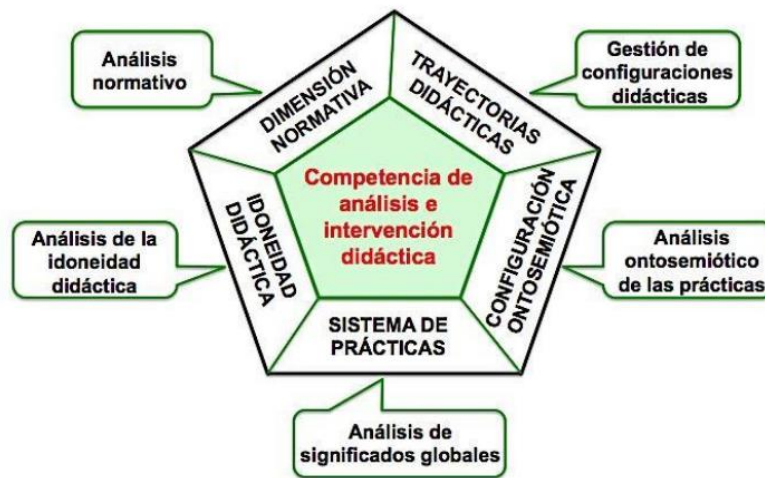 Análisis
normativo
DIMENSIÓN
NORMATIVA
TRAYECTORIAS
DIDÁCTICAS
Gestión de
configuraciones
didácticas
Competencia de
análisis e
intervención
didáctica
Análisis de la
idoneidad
didáctica
IDONEIDAD
DIDÁCTICA
CONFIGURACIÓN
ONTOSEMIÓTICA
Análisis
ontosemiótico
de las prácticas
SISTEMA DE
PRÁCTICAS
Análisis de
significados globales